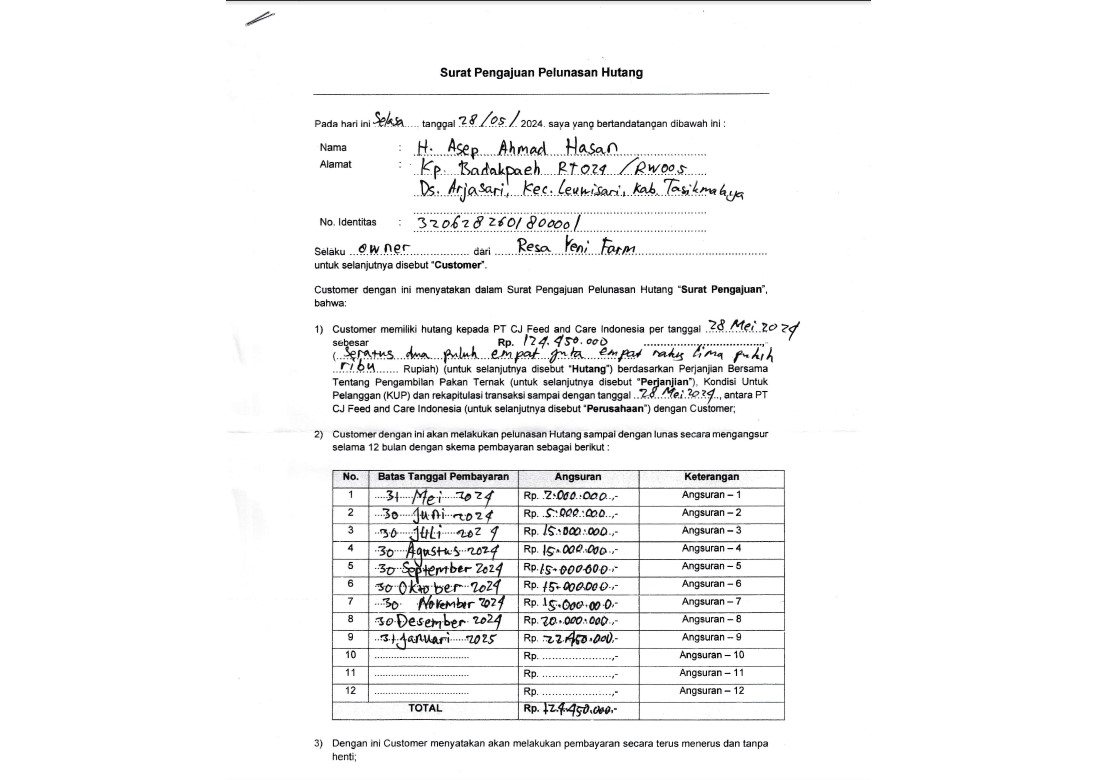 Surat Pengajuan Pelunasan Hutang
Pada hari ini Selasa..... tanggal 28/05/ 2024. saya yang bertandatangan dibawah ini :
Nama : H. Asep Ahmad Hasan
Alamat : Kp. Badakpaeh RT024 /RW005
Ds. Arjasari, Kec. Leuwisari, Kab. Tasikmalaya
No. Identitas : 3206282601800001
Selaku owner dari Resa Yeni Farm
untuk selanjutnya disebut "Customer".
Customer dengan ini menyatakan dalam Surat Pengajuan Pelunasan Hutang "Surat Pengajuan",
bahwa:
1) Customer memiliki hutang kepada PT CJ Feed and Care Indonesia per tanggal 28 Mei 2024
sebesar Rp. 124.450.000 ,-
( Seratus dua puluh empat juta empat ratus lima puluh
ribu ....... Rupiah) (untuk selanjutnya disebut "Hutang") berdasarkan Perjanjian Bersama
Tentang Pengambilan Pakan Ternak (untuk selanjutnya disebut "Perjanjian"), Kondisi Untuk
Pelanggan (KUP) dan rekapitulasi transaksi sampai dengan tanggal 28 Mei 2024.., antara PT
CJ Feed and Care Indonesia (untuk selanjutnya disebut "Perusahaan") dengan Customer;
2) Customer dengan ini akan melakukan pelunasan Hutang sampai dengan lunas secara mengangsur
selama 12 bulan dengan skema pembayaran sebagai berikut :
No. Batas Tanggal Pembayaran Angsuran Keterangan
1 31 Mei 2024 Rp. 2.000.000.,- Angsuran – 1
2 30 Juni 2024 Rp. 5.000.000.,- Angsuran – 2
3 30 Juli 2024 Rp. 15.000.000.,- Angsuran – 3
4 30 Agustus 2024 Rp. 15.000.000.,- Angsuran – 4
5 30 September 2024 Rp. 15.000.000.,- Angsuran – 5
6 30 Oktober 2024 Rp. 15.000.000.,- Angsuran – 6
7 30 November 2024 Rp. 15.000.000,- Angsuran – 7
8 30 Desember 2024 Rp. 20.000.000.,- Angsuran – 8
9 31 Januari 2025 Rp. 22.450.000,- Angsuran – 9
10 ................................ Rp. .....................,- Angsuran – 10
11 ................................ Rp. .....................,- Angsuran – 11
12 ................................ Rp. .....................,- Angsuran – 12
TOTAL Rp. 124.450.000.-
3) Dengan ini Customer menyatakan akan melakukan pembayaran secara terus menerus dan tanpa
henti;